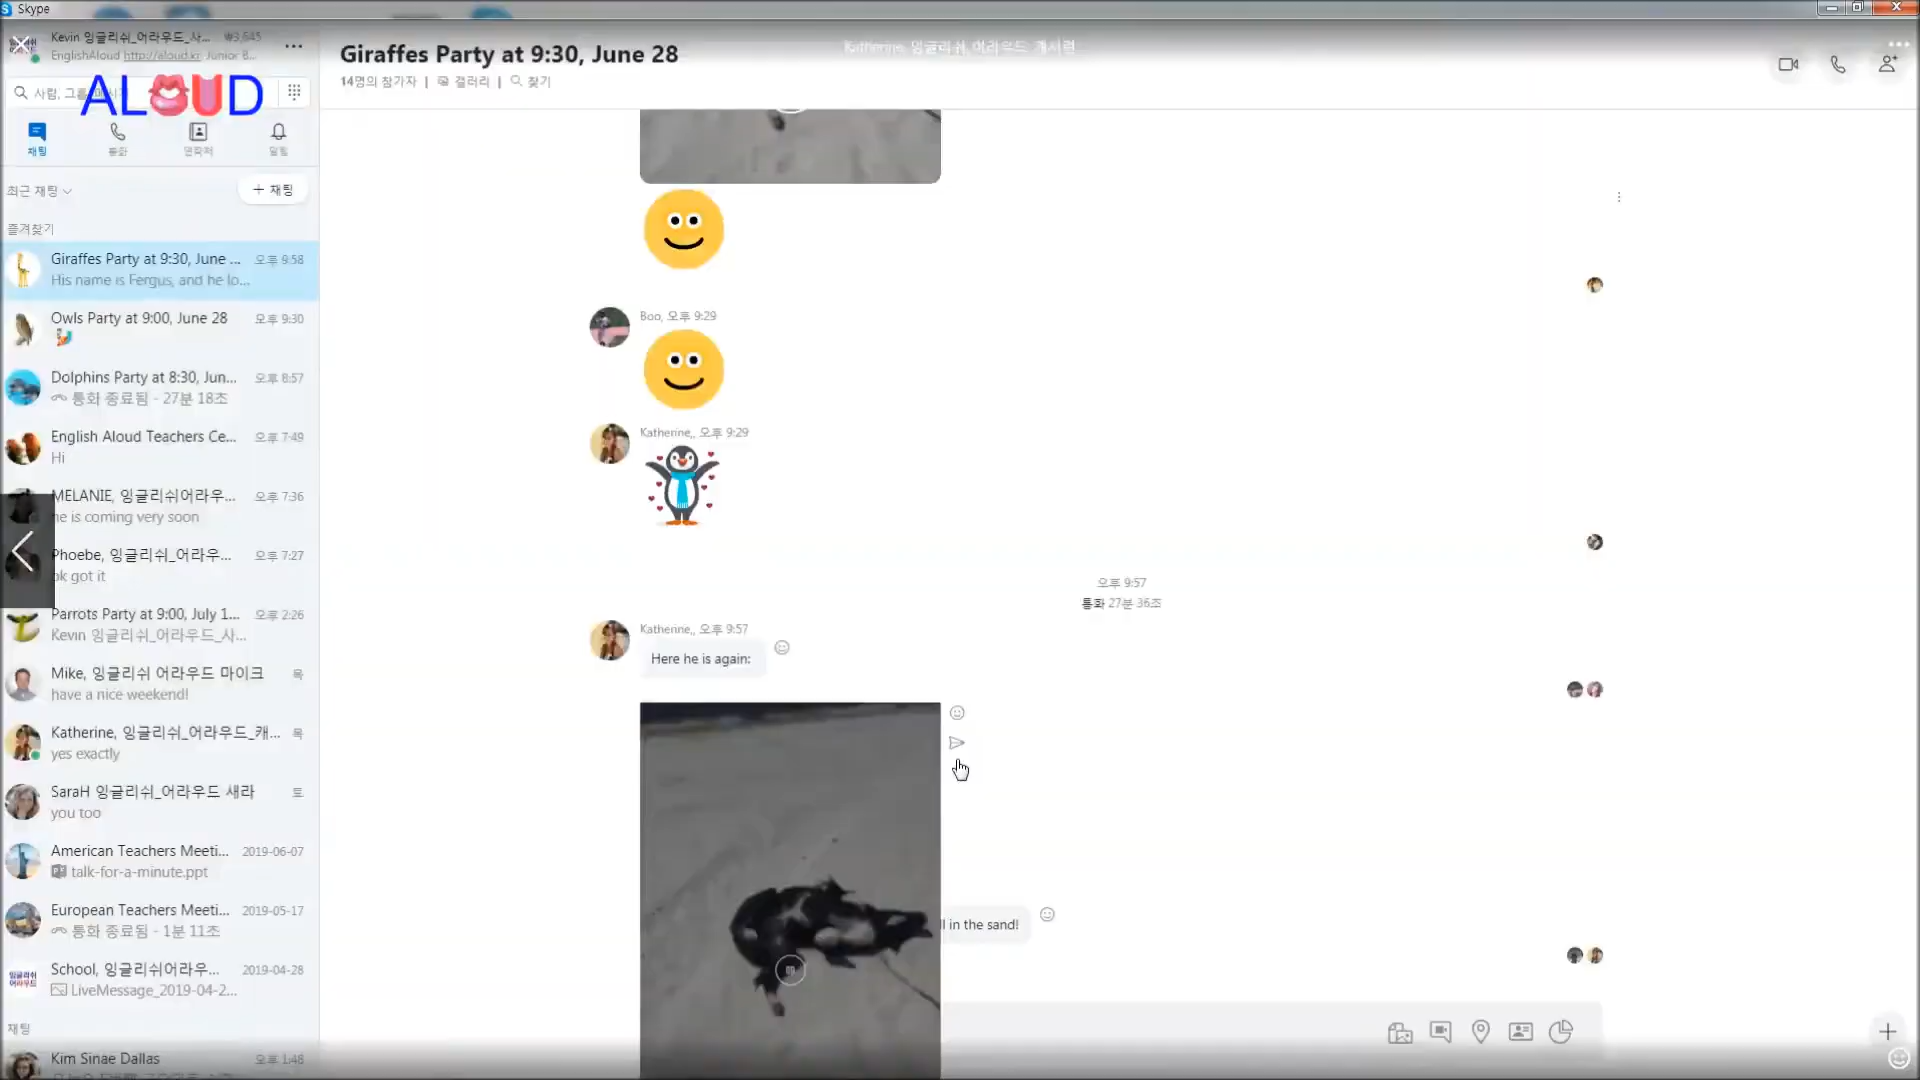 Skype
Kevin 잉글리쉬_어라우드_사... ₩3,645
EnglishAloud http://aloud.kr Junior B...
사람, 그룹
ALOUD
채팅 통화 연락처 알림
최근 채팅
+ 채팅
즐겨찾기
Giraffes Party at 9:30, June ... 오후 9:58
His name is Fergus, and he lo...
Owls Party at 9:00, June 28 오후 9:30
Dolphins Party at 8:30, Jun... 오후 8:57
통화 종료됨 - 27분 18초
English Aloud Teachers Ce... 오후 7:49
Hi
MELANIE, 잉글리쉬어라우... 오후 7:36
he is coming very soon
Phoebe, 잉글리쉬_어라우... 오후 7:27
ok got it
Parrots Party at 9:00, July 1... 오후 2:26
Kevin 잉글리쉬_어라우드_사...
Mike, 잉글리쉬 어라우드 마이크 목
have a nice weekend!
Katherine, 잉글리쉬_어라우드_캐... 목
yes exactly
SaraH 잉글리쉬_어라우드 새라 토
you too
American Teachers Meeti... 2019-06-07
talk-for-a-minute.ppt
European Teachers Meeti... 2019-05-17
통화 종료됨 - 1분 11초
School, 잉글리쉬어라우... 2019-04-28
LiveMessage_2019-04-2...
채팅
Kim Sinae Dallas 오후 1:48
Giraffes Party at 9:30, June 28
14명의 참가자 | 갤러리 | 찾기
Katherine, 잉글리쉬_어라우드_캐시린
Boo, 오후 9:29
Katherine,, 오후 9:29
오후 9:57
통화 27분 36초
Katherine,, 오후 9:57
Here he is again:
ll in the sand!